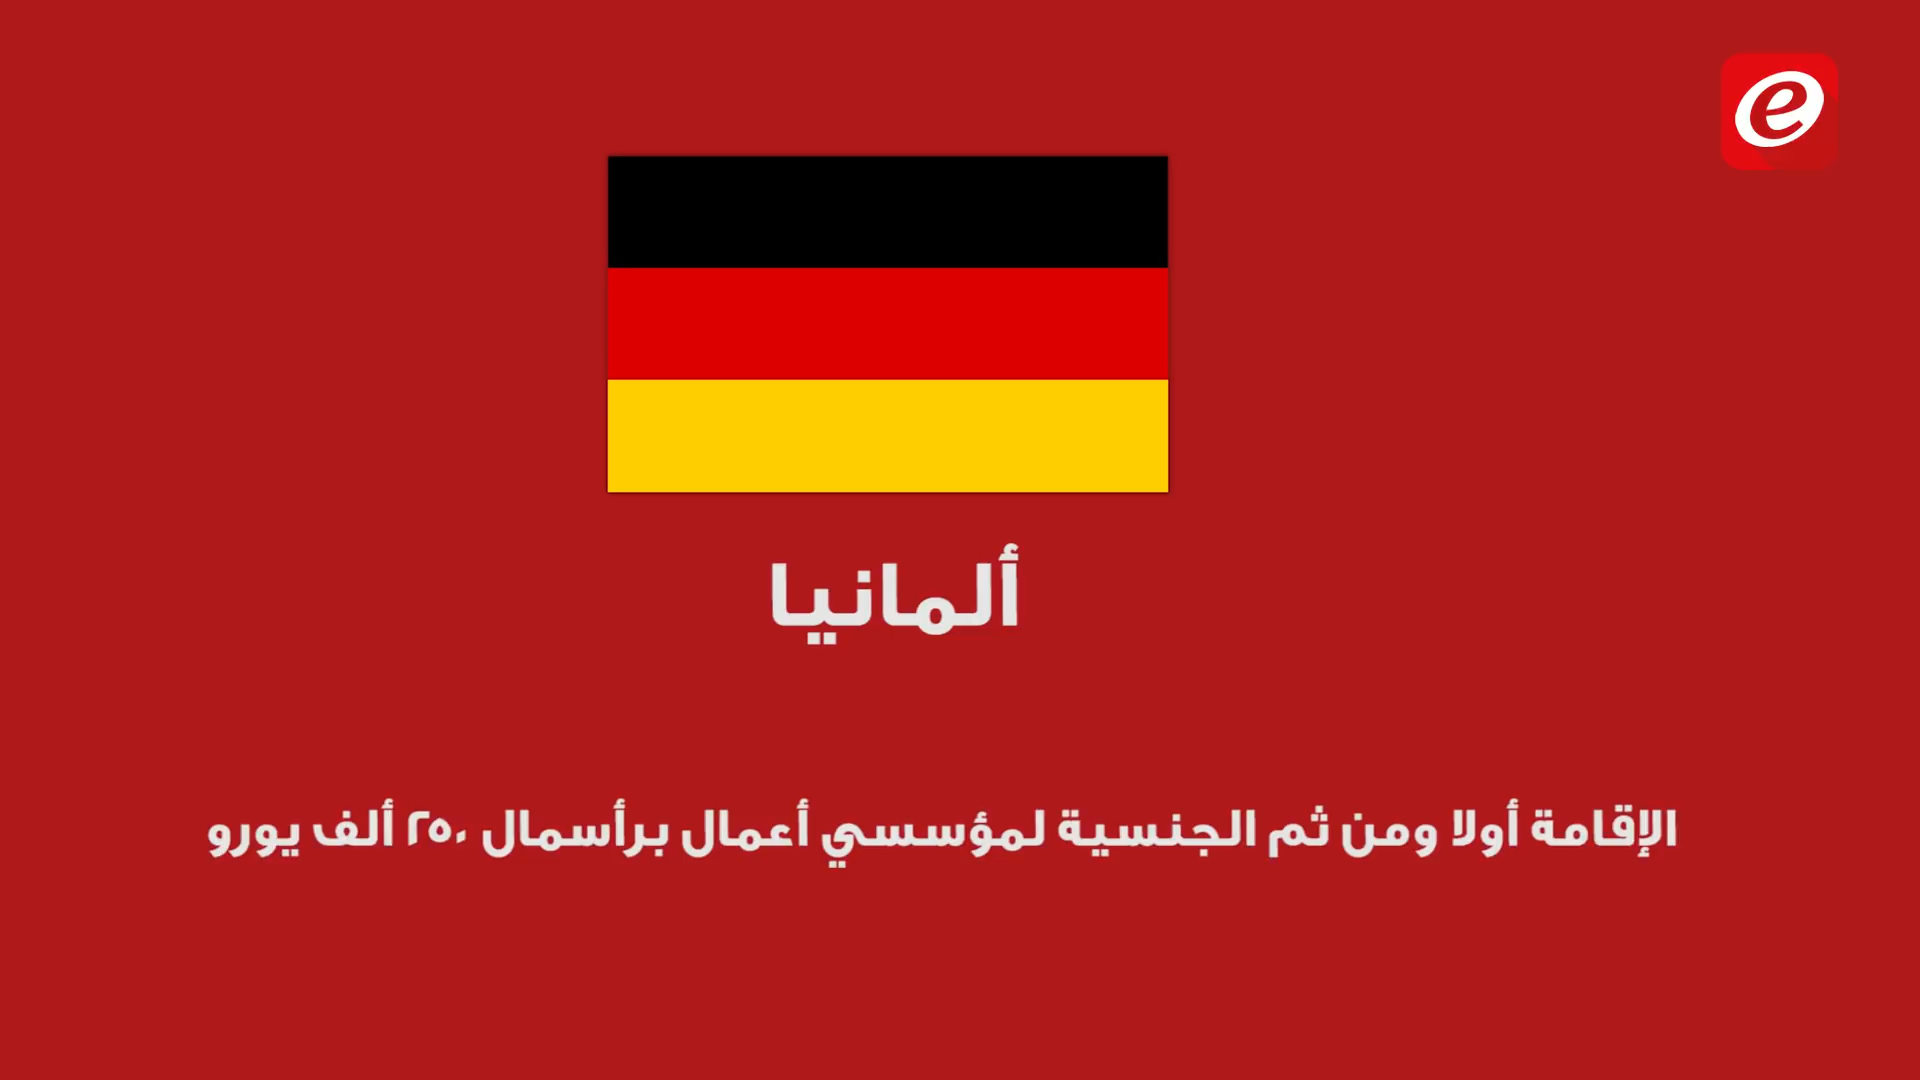 e
ألمانيا
الإقامة أولا ومن ثم الجنسية لمؤسسي أعمال برأسمال ٢٥٠ ألف يورو